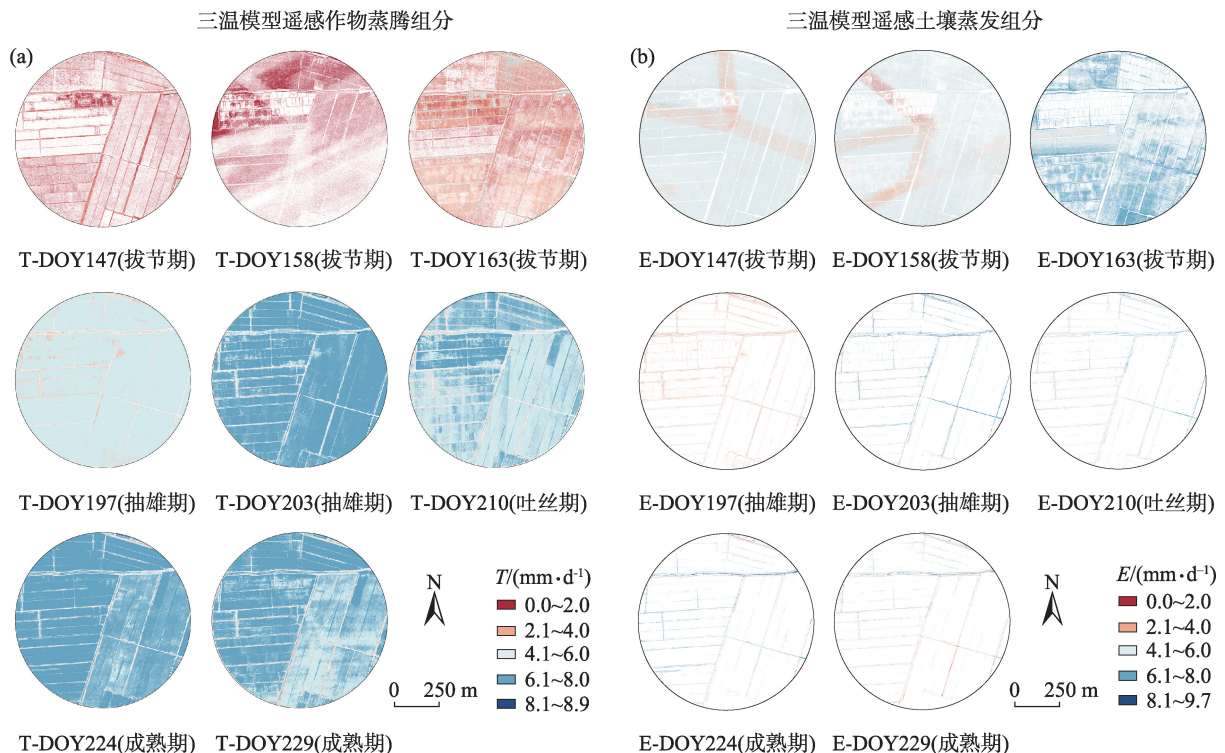 三温模型遥感作物蒸腾组分
三温模型遥感土壤蒸发组分
(a)
(b)
T-DOY147(拔节期)
T-DOY158(拔节期)
T-DOY163(拔节期)
E-DOY147(拔节期)
E-DOY158(拔节期)
E-DOY163(拔节期)
T-DOY197(抽雄期)
T-DOY203(抽雄期)
T-DOY210(吐丝期)
E-DOY197(抽雄期)
E-DOY203(抽雄期)
E-DOY210(吐丝期)
N
T/(mm·d⁻¹)
0.0~2.0
2.1~4.0
4.1~6.0
6.1~8.0
8.1~8.9
0 250 m
N
E/(mm·d⁻¹)
0.0~2.0
2.1~4.0
4.1~6.0
6.1~8.0
8.1~9.7
0 250 m
T-DOY224(成熟期)
T-DOY229(成熟期)
E-DOY224(成熟期)
E-DOY229(成熟期)